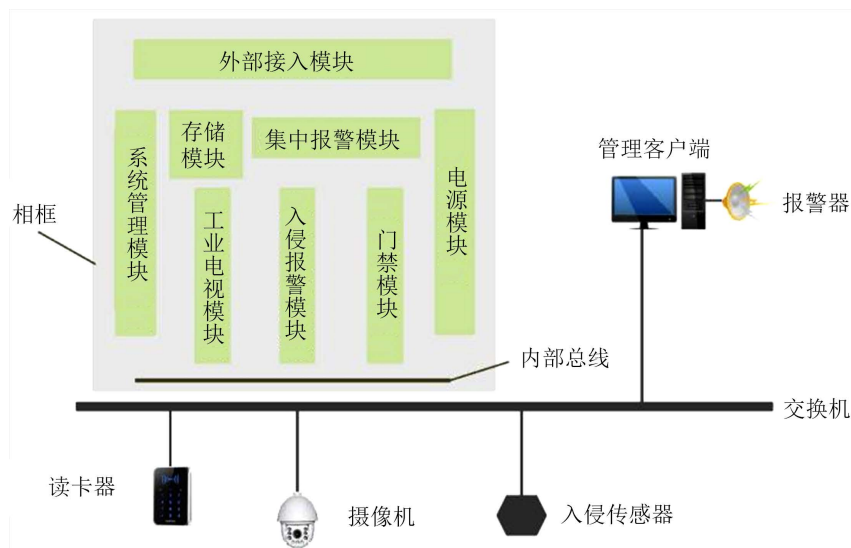 外部接入模块
系统管理模块
存储
模块
集中报警模块
电源模块
工业电视模块
入侵报警模块
门禁模块
相框
管理客户端
报警器
内部总线
交换机
读卡器
摄像机
入侵传感器